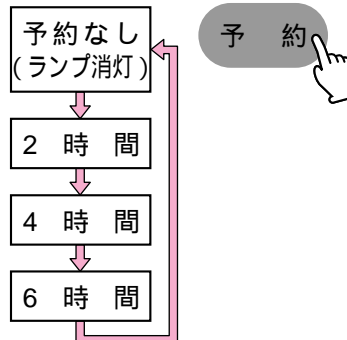 予約なし
(ランプ消灯)
2 時 間
4 時 間
6 時 間
予 約